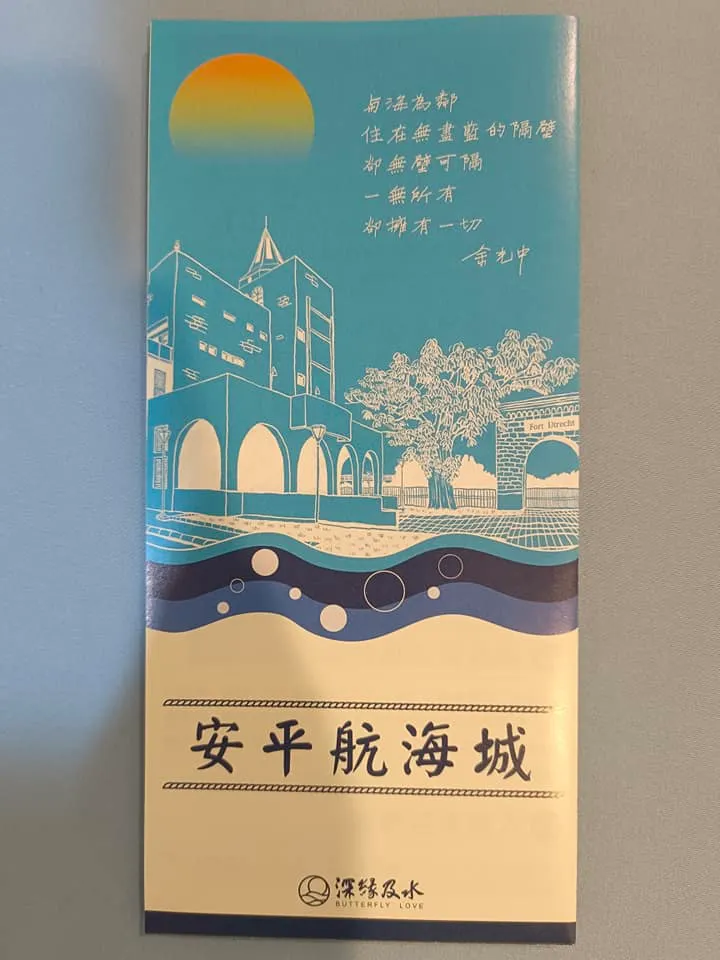 與海為鄰
住在無盡藍的隔壁
卻無壁可隔
一無所有
卻擁有一切
余光中
Fort Utrecht
安平航海城
深緣及水
BUTTERFLY LOVE